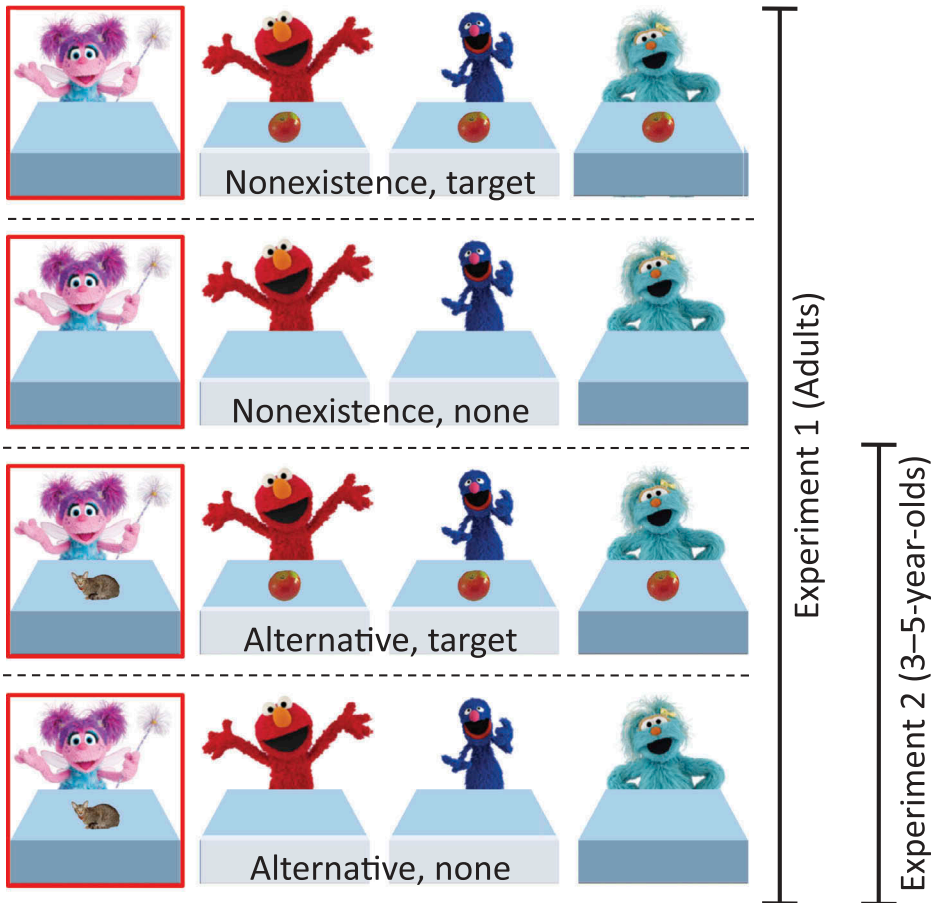 Nonexistence, target
Nonexistence, none
Alternative, target
Alternative, none
Experiment 1 (Adults)
Experiment 2 (3–5-year-olds)